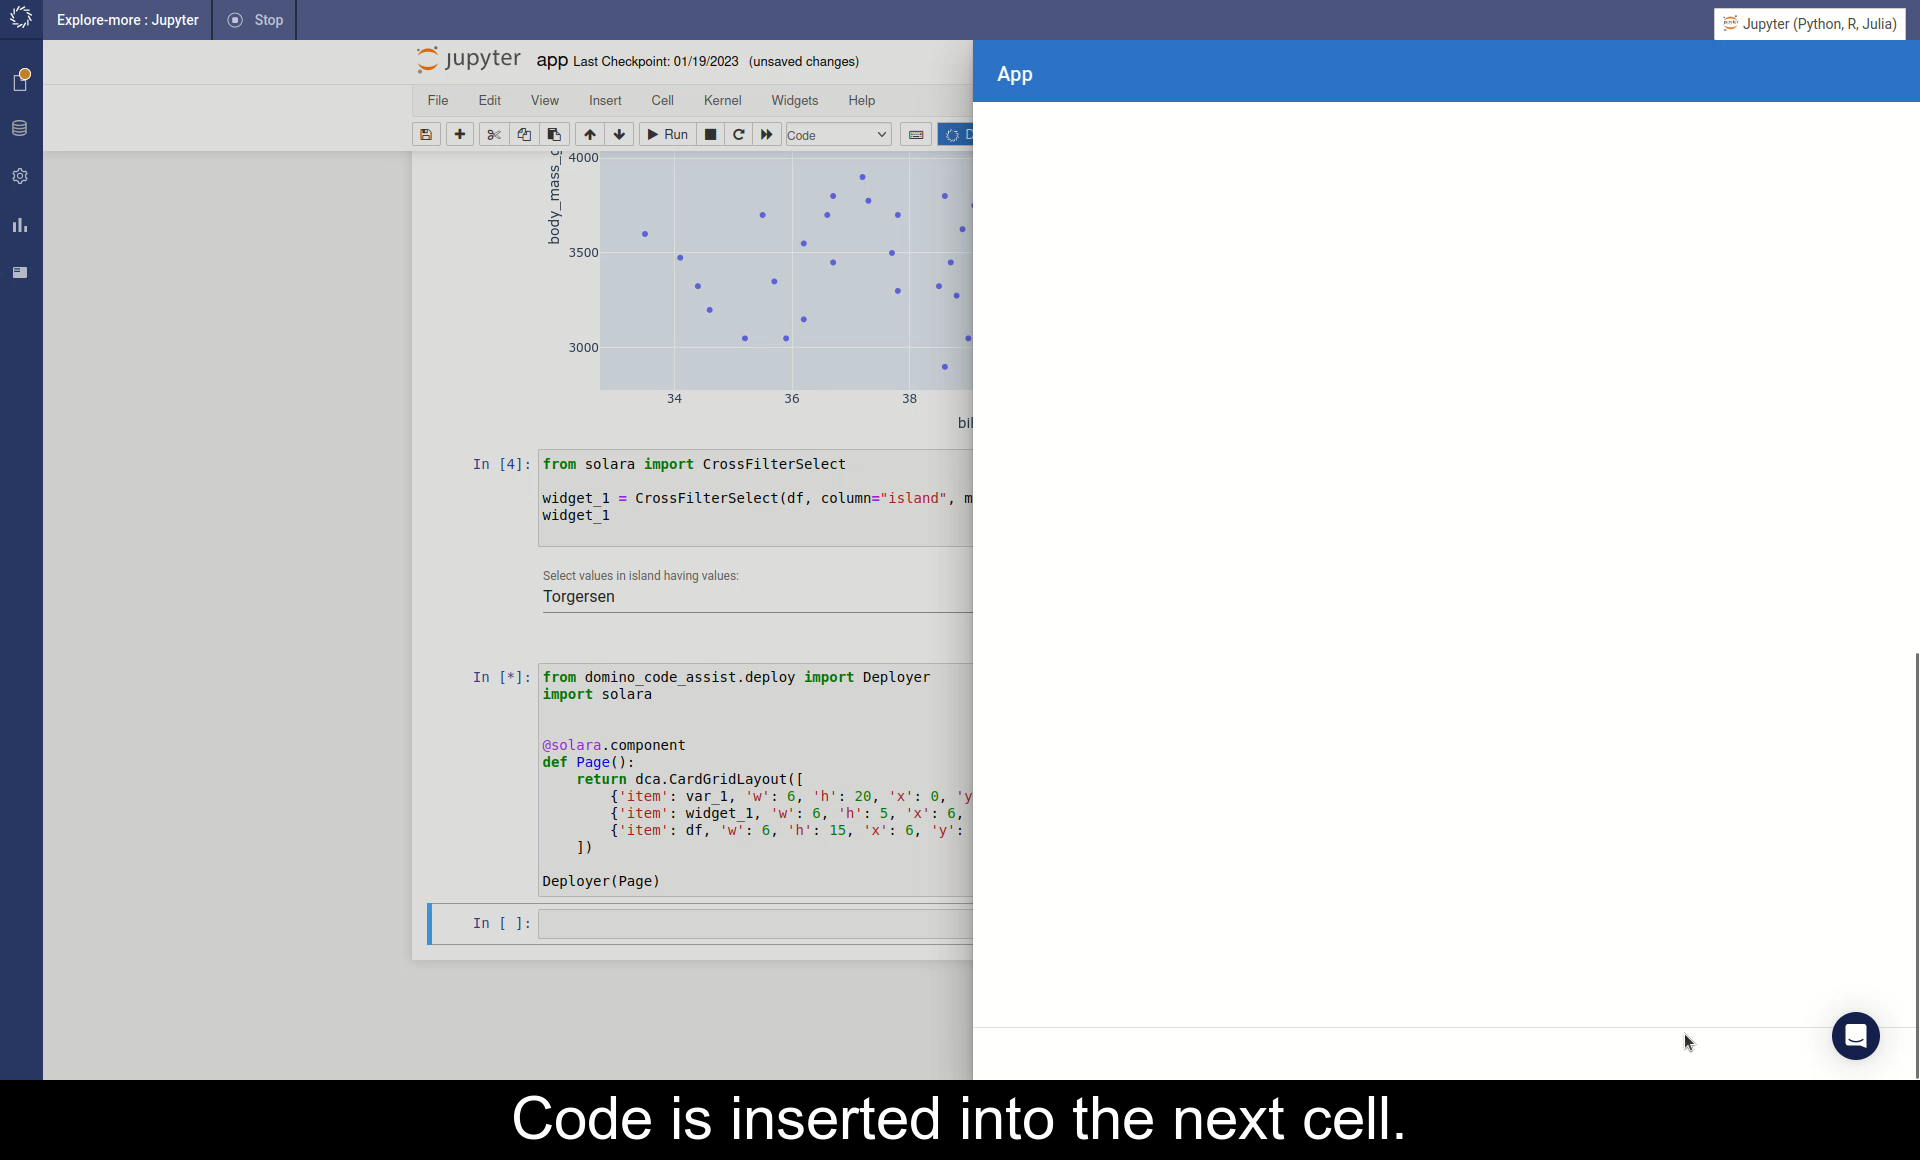 Explore-more : Jupyter
Stop
Jupyter (Python, R, Julia)
jupyter
app Last Checkpoint: 01/19/2023 (unsaved changes)
App
File Edit View Insert Cell Kernel Widgets Help
Run
Code
D
4000
3500
3000
body_mass_g
34 36 38
bil
In [4]:
from solara import CrossFilterSelect
widget_1 = CrossFilterSelect(df, column="island", m
widget_1
Select values in island having values:
Torgersen
In [*]:
from domino_code_assist.deploy import Deployer
import solara
@solara.component
def Page():
return dca.CardGridLayout([
{'item': var_1, 'w': 6, 'h': 20, 'x': 0, 'y
{'item': widget_1, 'w': 6, 'h': 5, 'x': 6,
{'item': df, 'w': 6, 'h': 15, 'x': 6, 'y':
])
Deployer(Page)
In [ ]:
Code is inserted into the next cell.